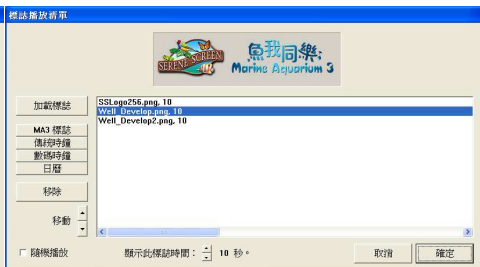 標誌播放清單
SERENE SCREEN
魚我同樂:
Marine Aquarium 3
加載標誌
MA3 標誌
傳統時鐘
數碼時鐘
日曆
移除
移動
SSLogo256.png, 10
Well_Develop.png, 10
Well_Develop2.png, 10
隨機播放
顯示此標誌時間: 10 秒。
取消
確定